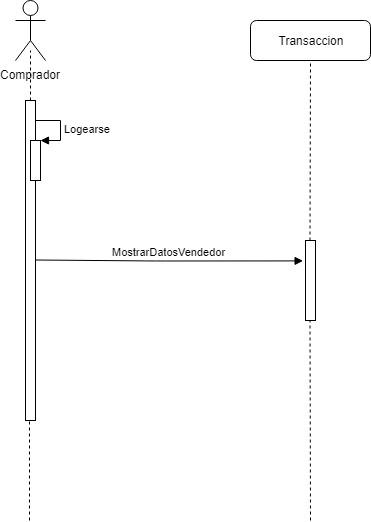 Transaccion
Comprador
Logearse
MostrarDatosVendedor